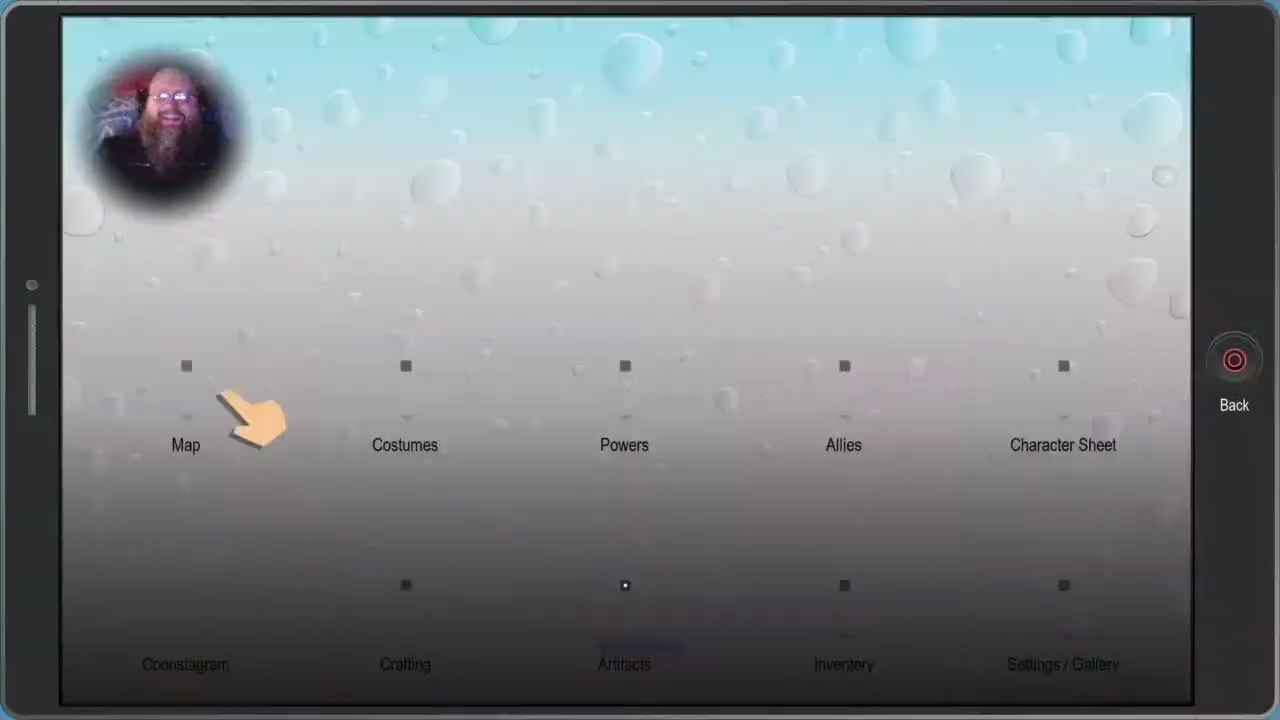 Back
Map Costumes Powers Allies Character Sheet
Coonstagram Crafting Artifacts Inventory Settings / Gallery